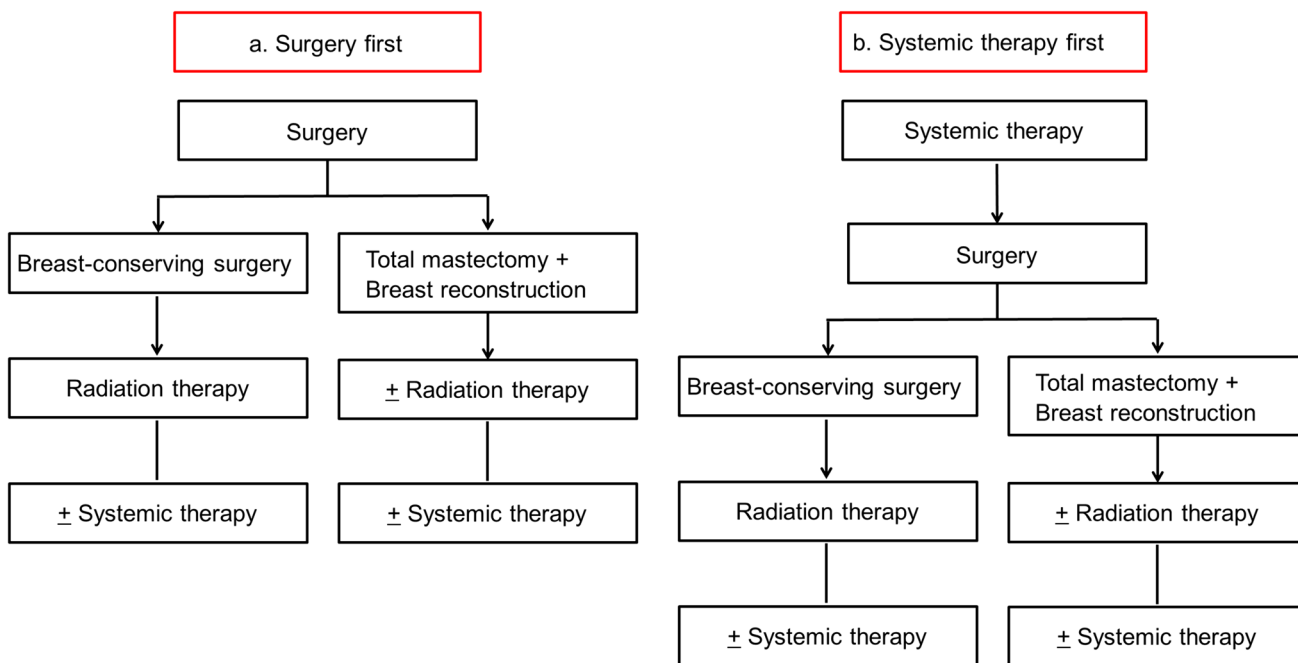 a. Surgery first
Surgery
Breast-conserving surgery
Total mastectomy +
Breast reconstruction
Radiation therapy
± Radiation therapy
± Systemic therapy
± Systemic therapy
b. Systemic therapy first
Systemic therapy
Surgery
Breast-conserving surgery
Total mastectomy +
Breast reconstruction
Radiation therapy
± Radiation therapy
± Systemic therapy
± Systemic therapy